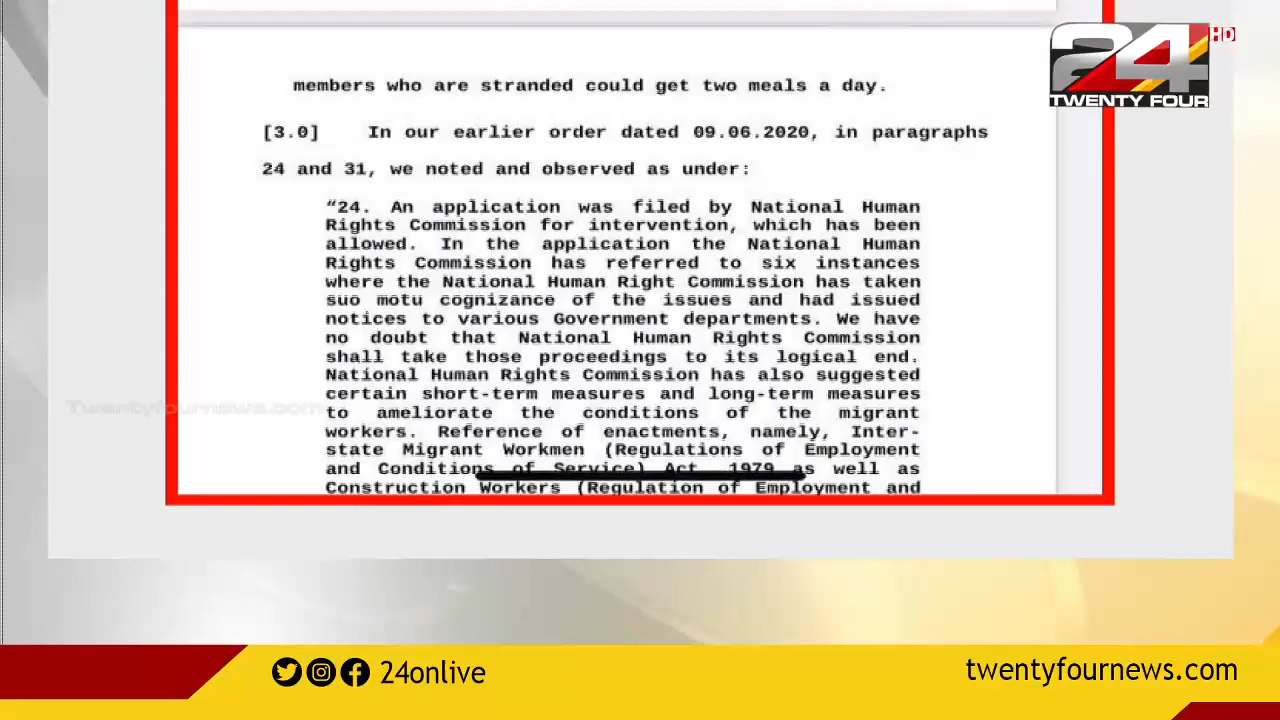 24 HD
TWENTY FOUR
members who are stranded could get two meals a day.
[3.0] In our earlier order dated 09.06.2020, in paragraphs
24 and 31, we noted and observed as under:
“24. An application was filed by National Human
Rights Commission for intervention, which has been
allowed. In the application the National Human
Rights Commission has referred to six instances
where the National Human Right Commission has taken
suo motu cognizance of the issues and had issued
notices to various Government departments. We have
no doubt that National Human Rights Commission
shall take those proceedings to its logical end.
National Human Rights Commission has also suggested
certain short-term measures and long-term measures
to ameliorate the conditions of the migrant
workers. Reference of enactments, namely, Inter-
state Migrant Workmen (Regulations of Employment
and Conditions of Service) Act 1979 as well as
Construction Workers (Regulation of Employment and
Twentyfournews.com
24onlive
twentyfournews.com